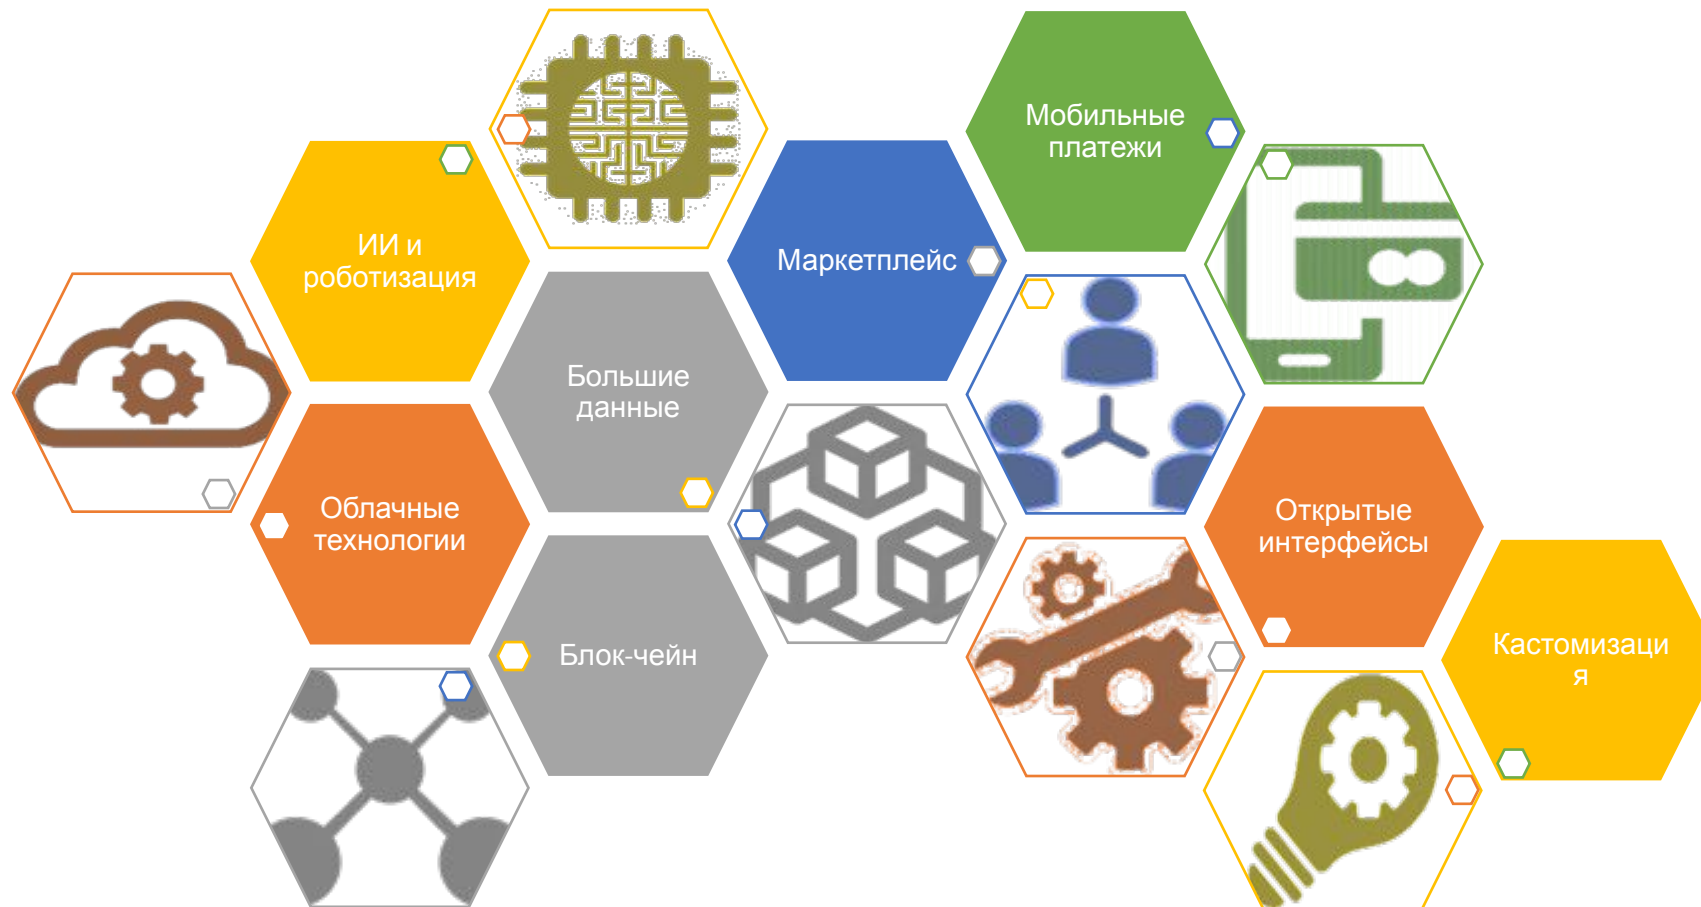 Мобильные
платежи
ИИ и
роботизация
Маркетплейс
Большие
данные
Облачные
технологии
Открытые
интерфейсы
Блок-чейн
Кастомизаци
я